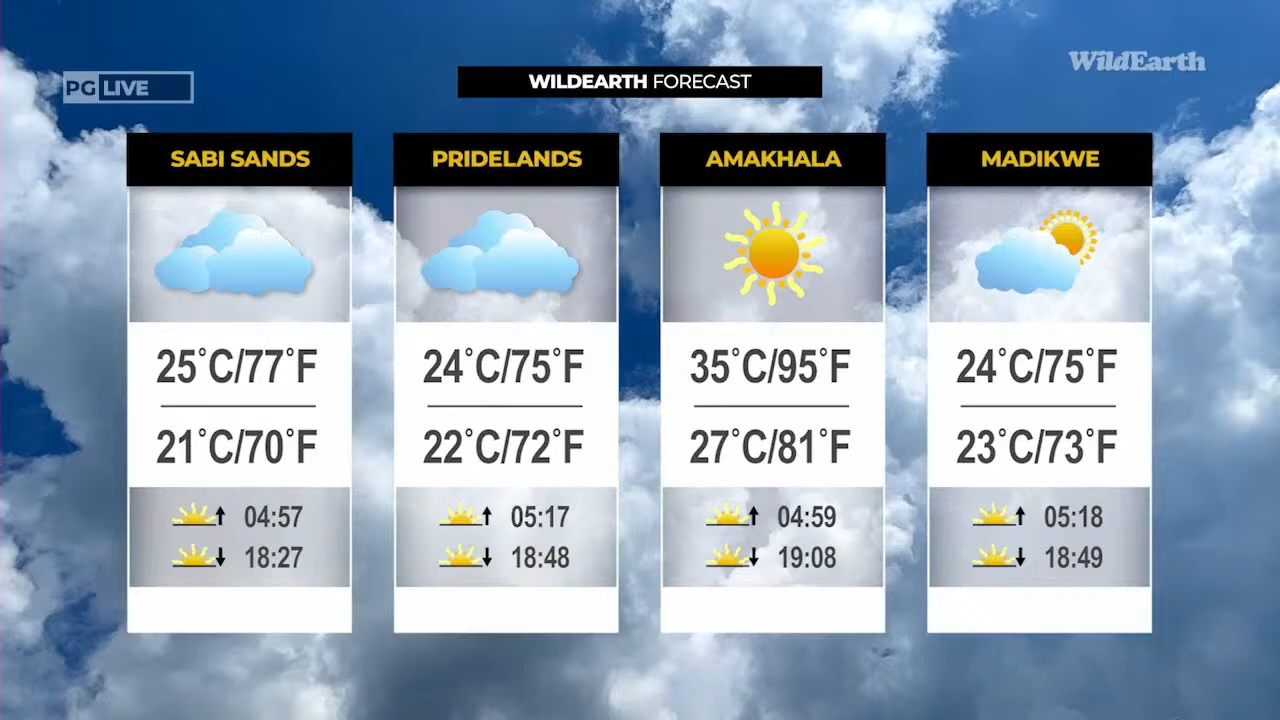 WildEarth
PG LIVE
WILDEARTH FORECAST
SABI SANDS
25°C/77°F
21°C/70°F
04:57
18:27
PRIDELANDS
24°C/75°F
22°C/72°F
05:17
18:48
AMAKHALA
35°C/95°F
27°C/81°F
04:59
19:08
MADIKWE
24°C/75°F
23°C/73°F
05:18
18:49